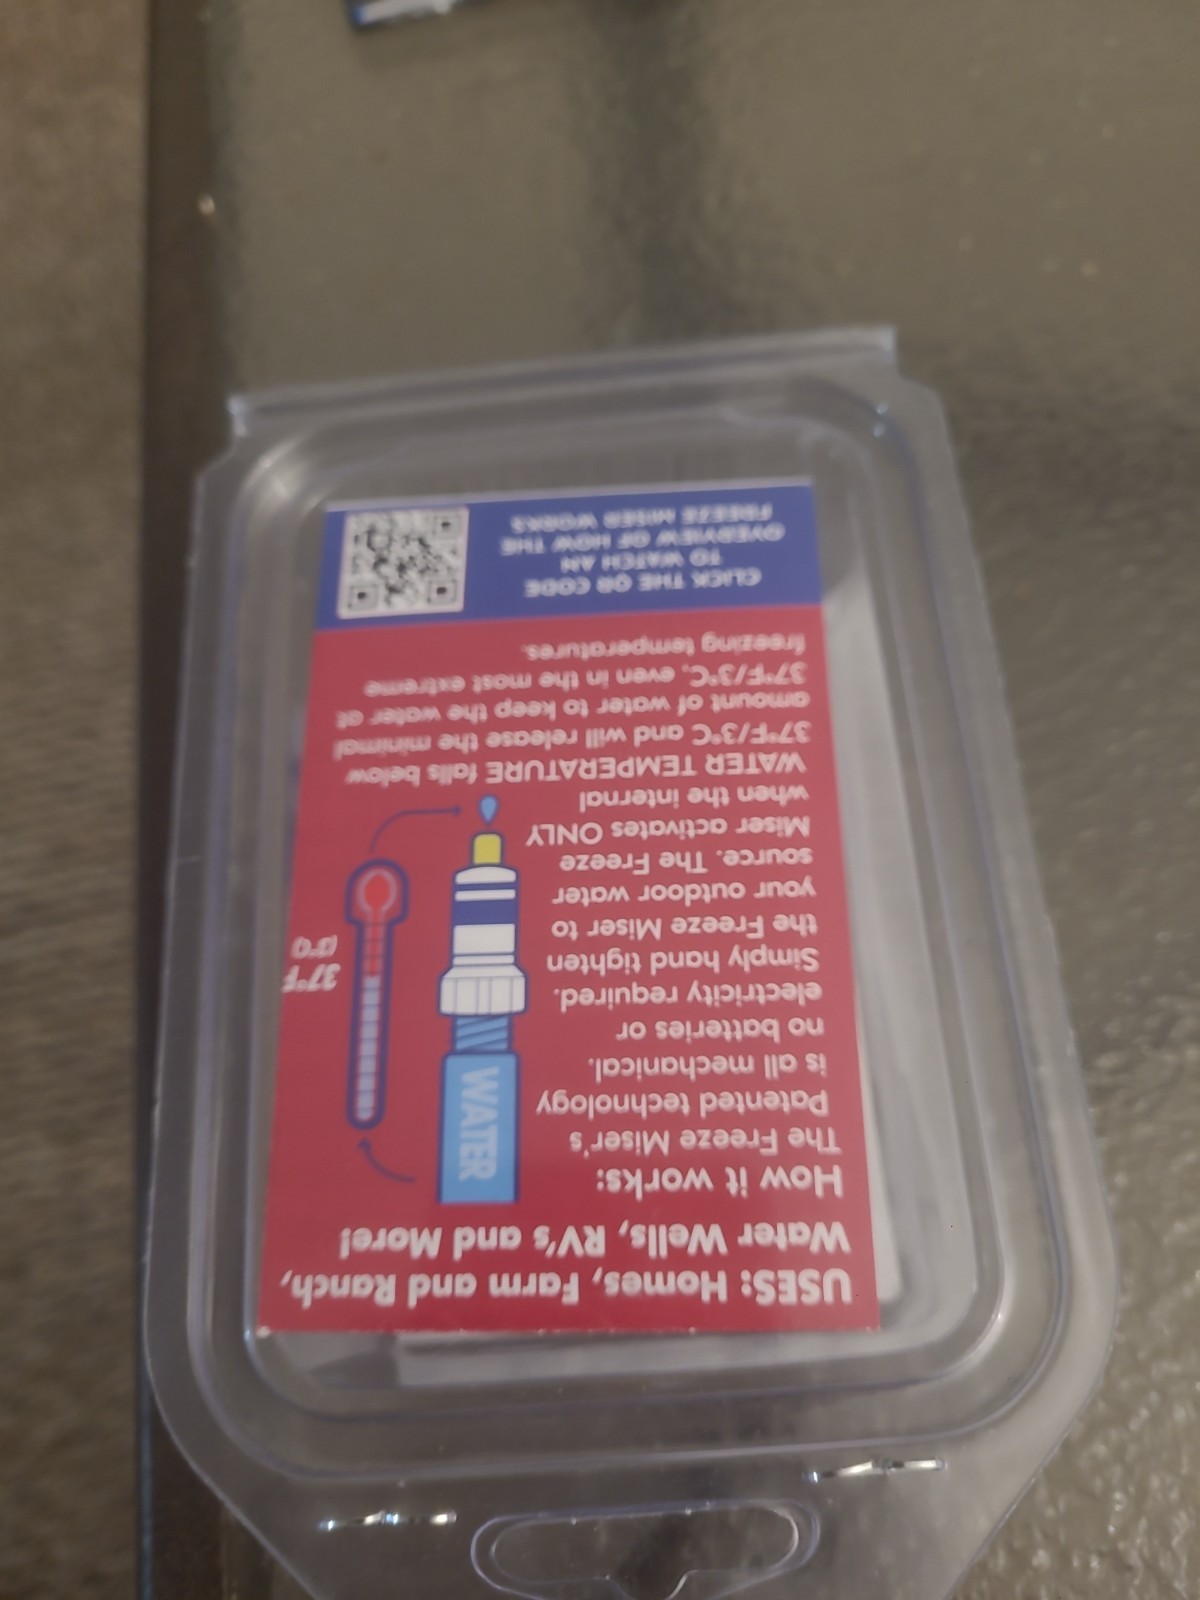 USES: Homes, Farm and Ranch,
Water Wells, RV's and More!
How it works:
The Freeze Miser's
Patented technology
is all mechanical.
no batteries or
electricity required.
Simply hand tighten
the Freeze Miser to
your outdoor water
source. The Freeze
Miser activates ONLY
when the internal
WATER TEMPERATURE falls below
37°F/3°C and will release the minimal
amount of water to keep the water at
37°F/3°C, even in the most extreme
freezing temperatures.
WATER
37°F
(3°C)
CLICK THE QR CODE
TO WATCH AN
OVERVIEW OF HOW THE
FREEZE MISER WORKS